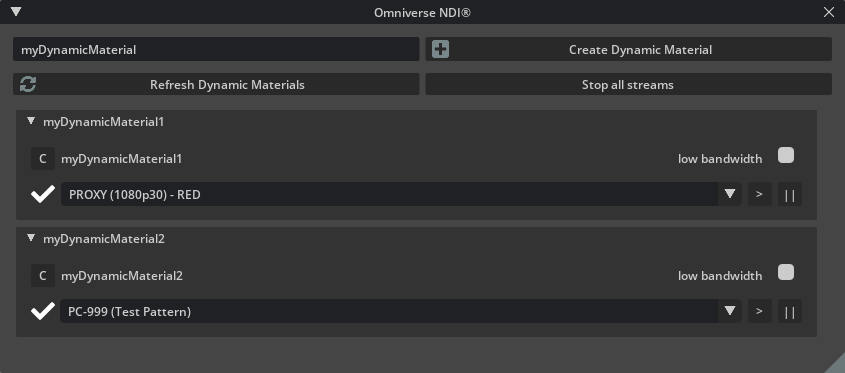 Omniverse NDI®
myDynamicMaterial
Create Dynamic Material
Refresh Dynamic Materials
Stop all streams
myDynamicMaterial1
C myDynamicMaterial1 low bandwidth
PROXY (1080p30) - RED > ||
myDynamicMaterial2
C myDynamicMaterial2 low bandwidth
PC-999 (Test Pattern) > ||